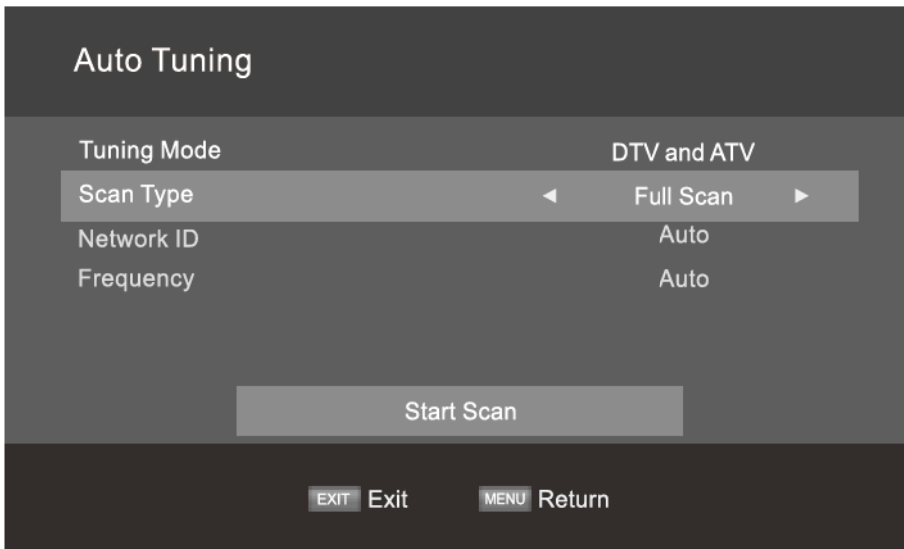 Auto Tuning
Tuning Mode DTV and ATV
Scan Type ◄ Full Scan ►
Network ID Auto
Frequency Auto
Start Scan
EXIT Exit MENU Return